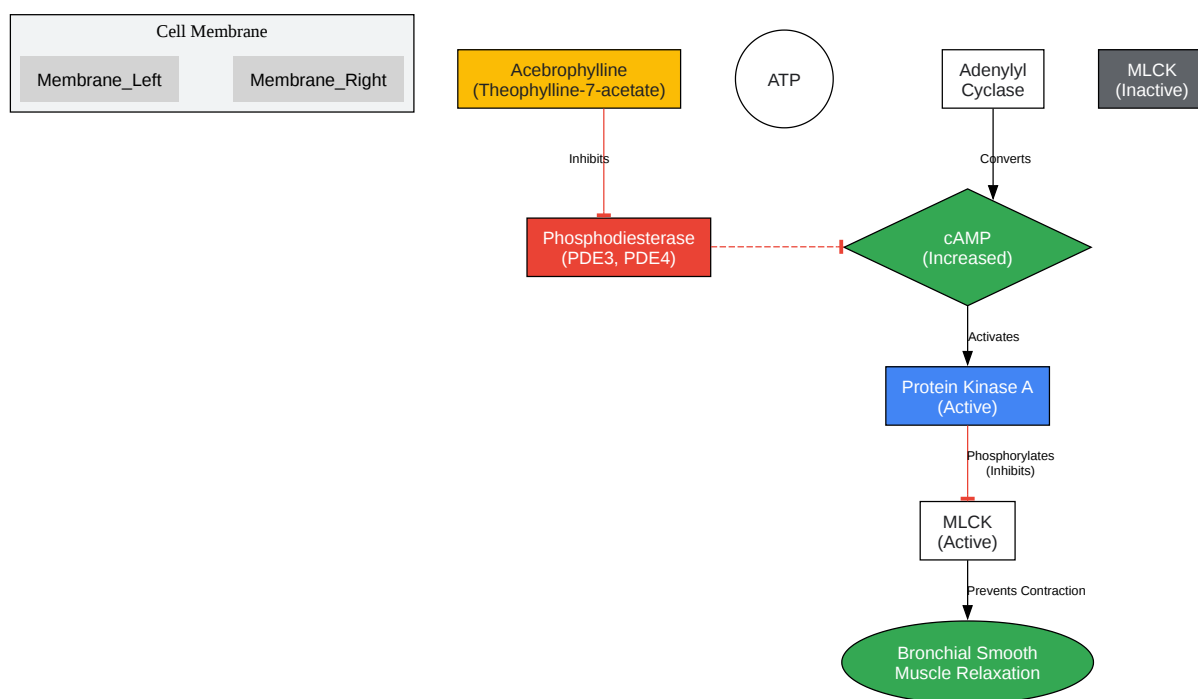 Cell Membrane
Membrane_Left
Membrane_Right
Acebrophylline
(Theophylline-7-acetate)
ATP
Adenylyl
Cyclase
MLCK
(Inactive)
Inhibits
Converts
Phosphodiesterase
(PDE3, PDE4)
cAMP
(Increased)
Activates
Protein Kinase A
(Active)
Phosphorylates
(Inhibits)
MLCK
(Active)
Prevents Contraction
Bronchial Smooth
Muscle Relaxation